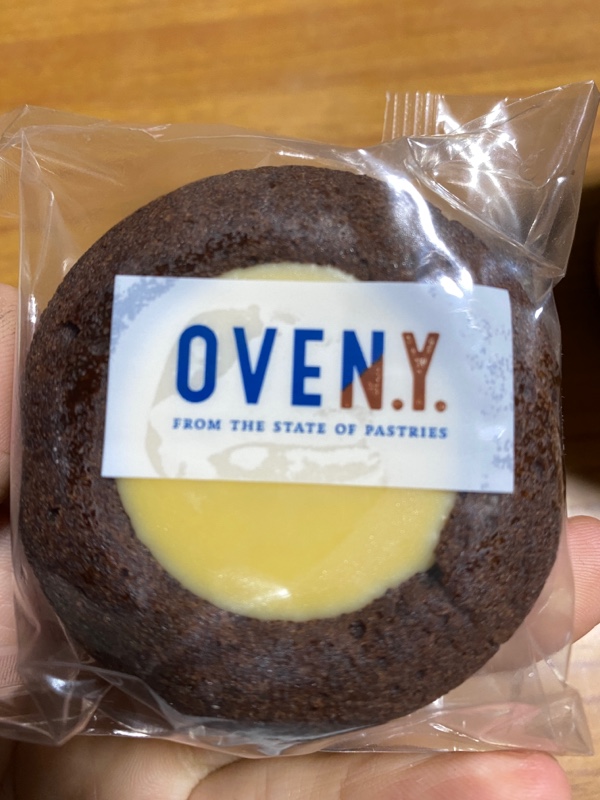 OVEN.Y.
FROM THE STATE OF PASTRIES